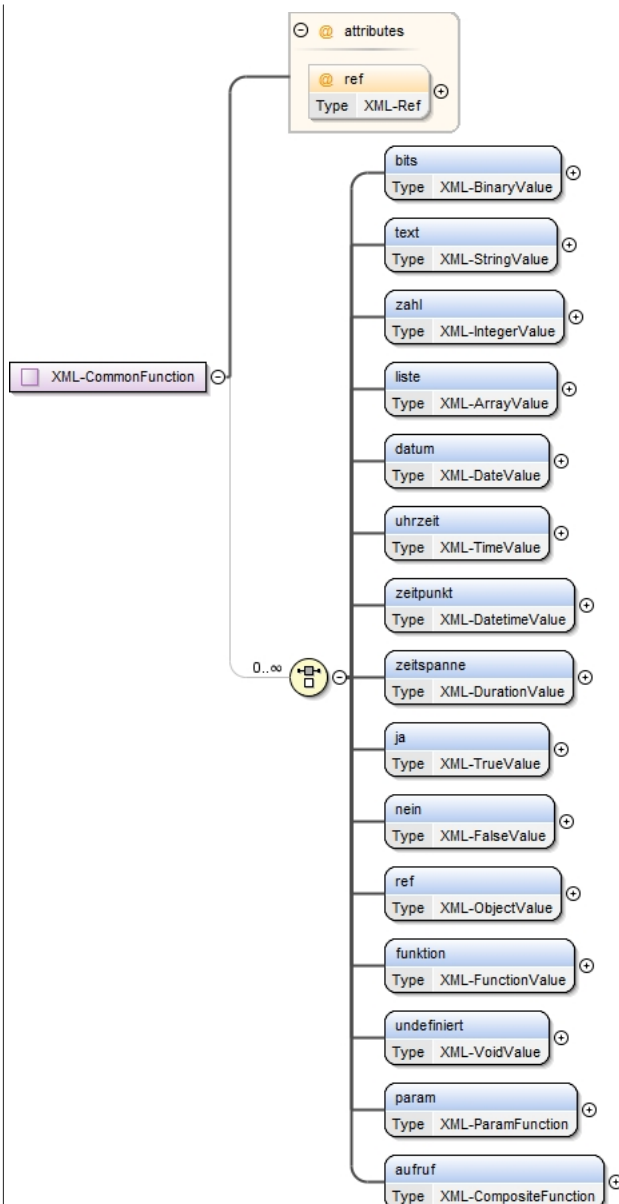 @ attributes
@ ref
Type XML-Ref
bits
Type XML-BinaryValue
text
Type XML-StringValue
zahl
Type XML-IntegerValue
XML-CommonFunction
liste
Type XML-ArrayValue
datum
Type XML-DateValue
uhrzeit
Type XML-TimeValue
zeitpunkt
Type XML-DatetimeValue
0..∞
zeitspanne
Type XML-DurationValue
ja
Type XML-TrueValue
nein
Type XML-FalseValue
ref
Type XML-ObjectValue
funktion
Type XML-FunctionValue
undefiniert
Type XML-VoidValue
param
Type XML-ParamFunction
aufruf
Type XML-CompositeFunction